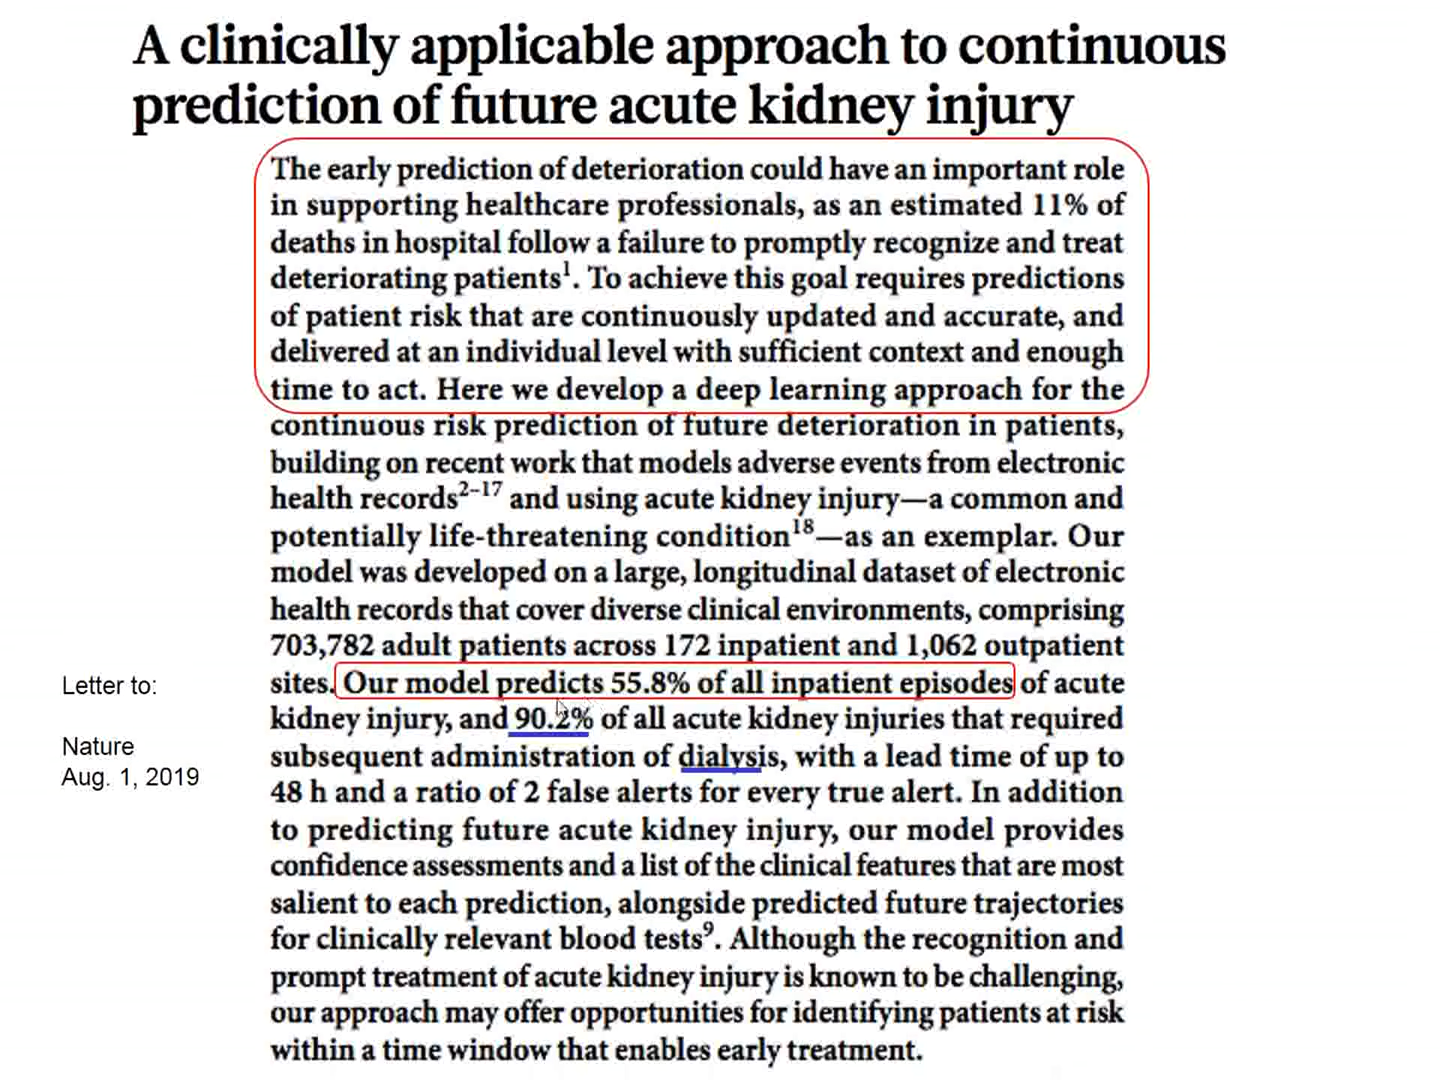 A clinically applicable approach to continuous
prediction of future acute kidney injury
The early prediction of deterioration could have an important role
in supporting healthcare professionals, as an estimated 11% of
deaths in hospital follow a failure to promptly recognize and treat
deteriorating patients¹. To achieve this goal requires predictions
of patient risk that are continuously updated and accurate, and
delivered at an individual level with sufficient context and enough
time to act. Here we develop a deep learning approach for the
continuous risk prediction of future deterioration in patients,
building on recent work that models adverse events from electronic
health records²⁻¹⁷ and using acute kidney injury—a common and
potentially life-threatening condition¹⁸—as an exemplar. Our
model was developed on a large, longitudinal dataset of electronic
health records that cover diverse clinical environments, comprising
703,782 adult patients across 172 inpatient and 1,062 outpatient
sites. Our model predicts 55.8% of all inpatient episodes of acute
kidney injury, and 90.2% of all acute kidney injuries that required
subsequent administration of dialysis, with a lead time of up to
48 h and a ratio of 2 false alerts for every true alert. In addition
to predicting future acute kidney injury, our model provides
confidence assessments and a list of the clinical features that are most
salient to each prediction, alongside predicted future trajectories
for clinically relevant blood tests⁹. Although the recognition and
prompt treatment of acute kidney injury is known to be challenging,
our approach may offer opportunities for identifying patients at risk
within a time window that enables early treatment.
Letter to:
Nature
Aug. 1, 2019